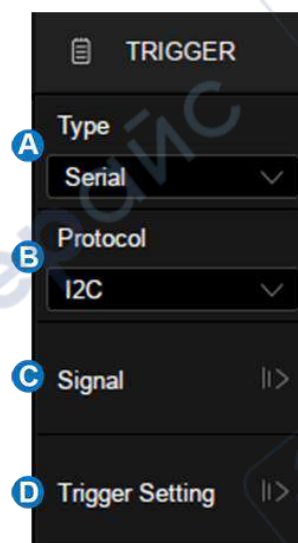 TRIGGER
A
Type
Serial
B
Protocol
I2C
C
Signal
D
Trigger Setting